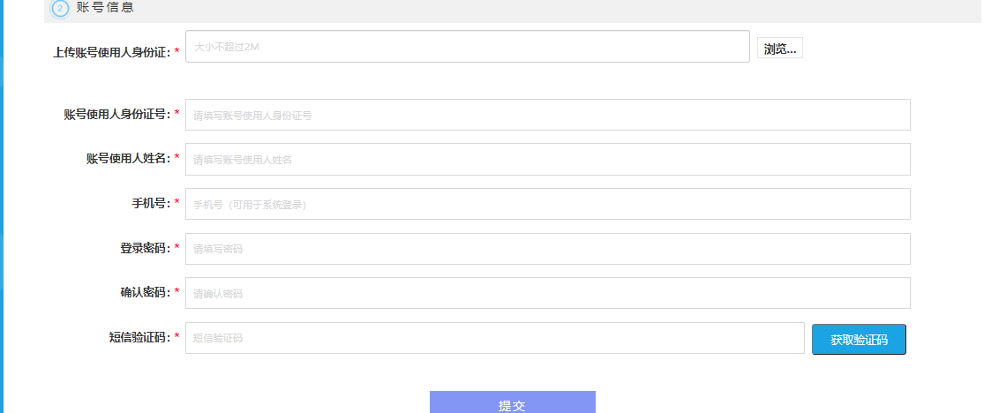 2 账号信息
上传账号使用人身份证：* 大小不超过2M 浏览...
账号使用人身份证号：* 请填写账号使用人身份证号
账号使用人姓名：* 请填写账号使用人姓名
手机号：* 手机号（可用于系统登录）
登录密码：* 请填写密码
确认密码：* 请确认密码
短信验证码：* 短信验证码 获取验证码
提交